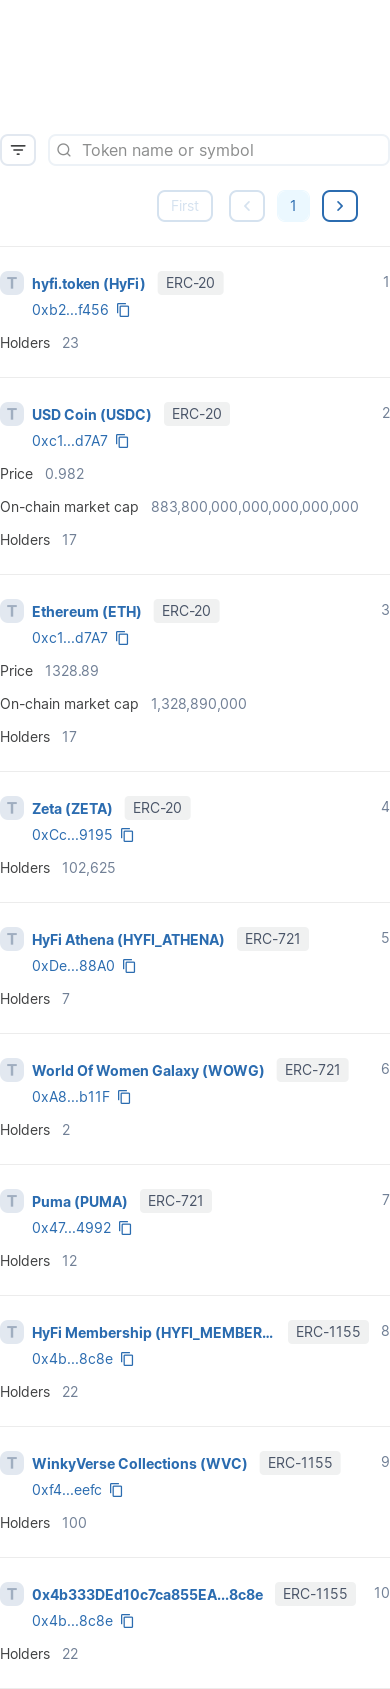 Token name or symbol
First
1
T hyfi.token (HyFi) ERC-20 1
0xb2...f456
Holders 23
T USD Coin (USDC) ERC-20 2
0xc1...d7A7
Price 0.982
On-chain market cap 883,800,000,000,000,000,000
Holders 17
T Ethereum (ETH) ERC-20 3
0xc1...d7A7
Price 1328.89
On-chain market cap 1,328,890,000
Holders 17
T Zeta (ZETA) ERC-20 4
0xCc...9195
Holders 102,625
T HyFi Athena (HYFI_ATHENA) ERC-721 5
0xDe...88A0
Holders 7
T World Of Women Galaxy (WOWG) ERC-721 6
0xA8...b11F
Holders 2
T Puma (PUMA) ERC-721 7
0x47...4992
Holders 12
T HyFi Membership (HYFI_MEMBER... ERC-1155 8
0x4b...8c8e
Holders 22
T WinkyVerse Collections (WVC) ERC-1155 9
0xf4...eefc
Holders 100
T 0x4b333DEd10c7ca855EA...8c8e ERC-1155 10
0x4b...8c8e
Holders 22